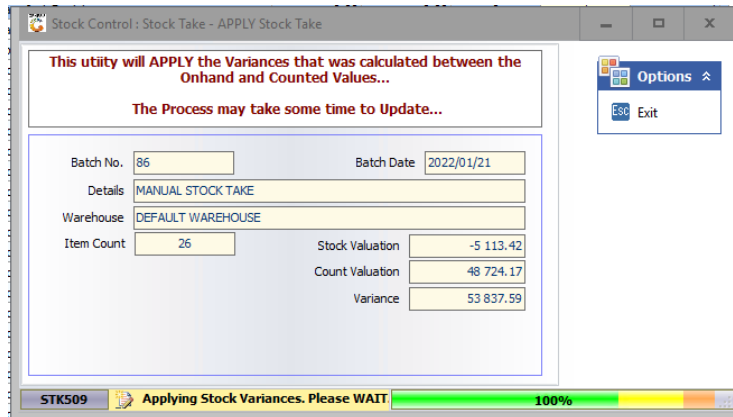 Stock Control : Stock Take - APPLY Stock Take
This utiity will APPLY the Variances that was calculated between the
Onhand and Counted Values...
The Process may take some time to Update...
Options
Esc Exit
Batch No. 86 Batch Date 2022/01/21
Details MANUAL STOCK TAKE
Warehouse DEFAULT WAREHOUSE
Item Count 26 Stock Valuation -5 113.42
Count Valuation 48 724.17
Variance 53 837.59
STK509 Applying Stock Variances. Please WAIT. 100%